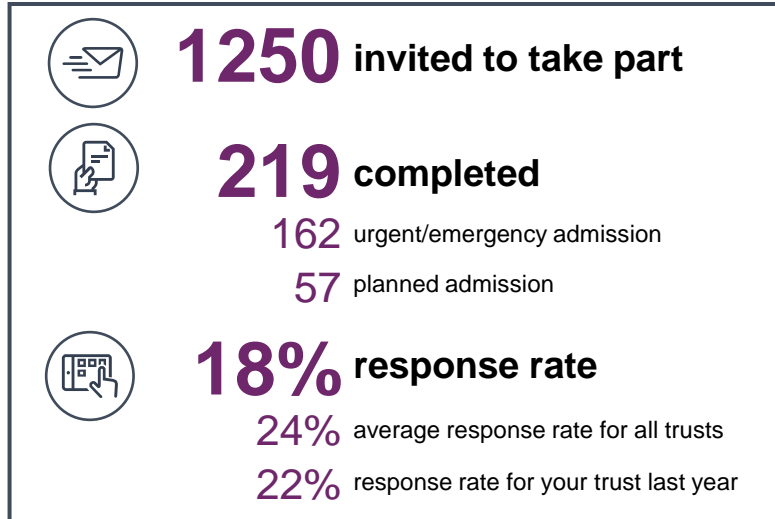 1250 invited to take part
219 completed
162 urgent/emergency admission
57 planned admission
18% response rate
24% average response rate for all trusts
22% response rate for your trust last year